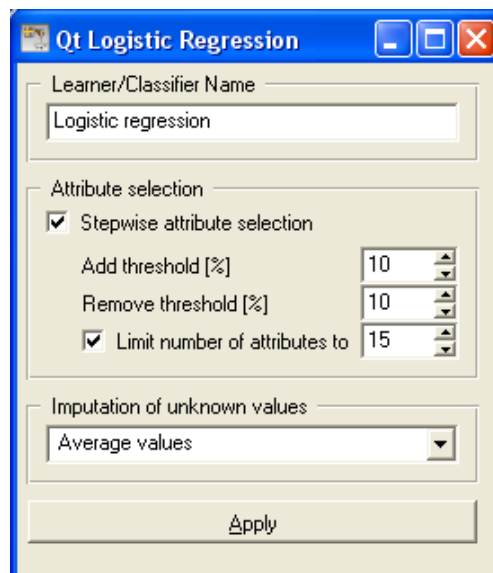 Qt Logistic Regression
Learner/Classifier Name
Logistic regression
Attribute selection
Stepwise attribute selection
Add threshold [%] 10
Remove threshold [%] 10
Limit number of attributes to 15
Imputation of unknown values
Average values
Apply